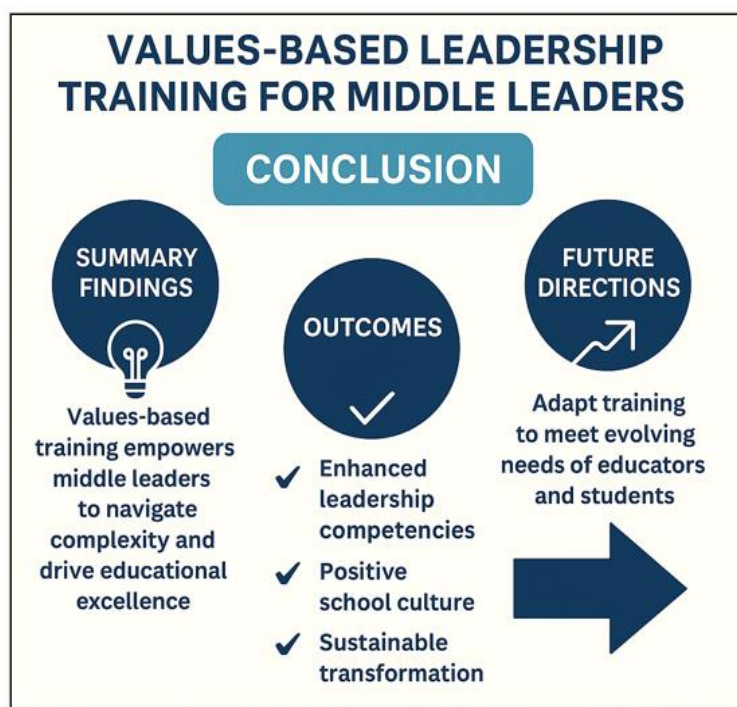 VALUES-BASED LEADERSHIP
TRAINING FOR MIDDLE LEADERS
CONCLUSION
SUMMARY
FINDINGS
Values-based
training empowers
middle leaders
to navigate
complexity and
drive educational
excellence
OUTCOMES
✓ Enhanced
leadership
competencies
✓ Positive
school culture
✓ Sustainable
transformation
FUTURE
DIRECTIONS
Adapt training
to meet evolving
needs of educators
and students